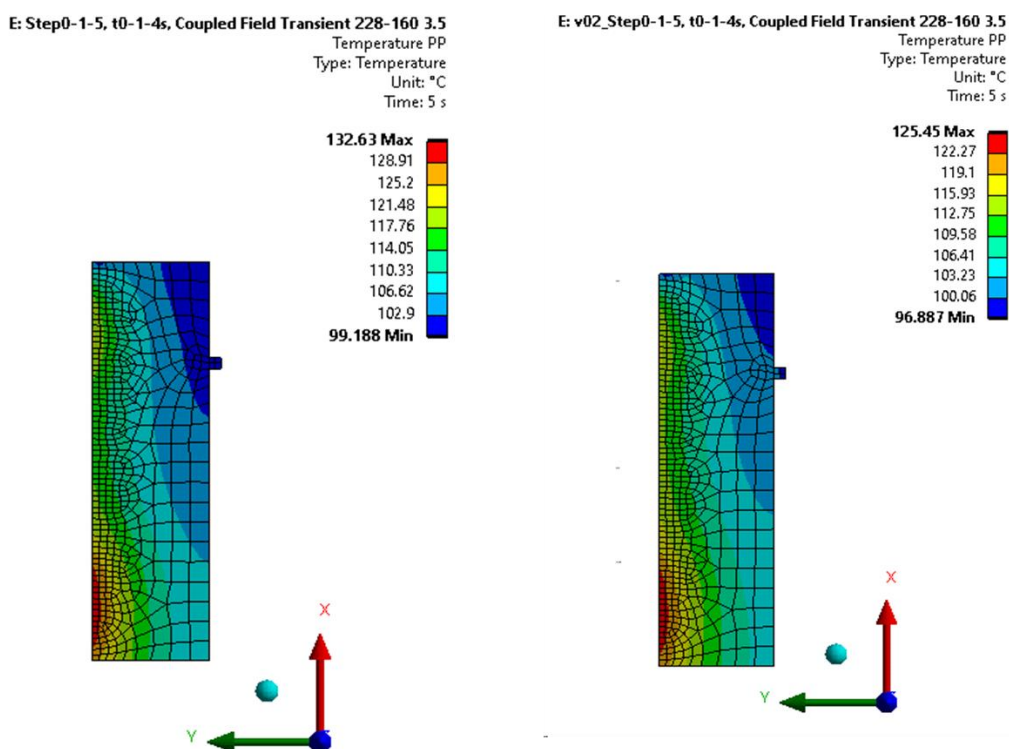 E: Step0-1-5, t0-1-4s, Coupled Field Transient 228-160 3.5
Temperature PP
Type: Temperature
Unit: °C
Time: 5 s
132.63 Max
128.91
125.2
121.48
117.76
114.05
110.33
106.62
102.9
99.188 Min
X
Y
E: v02_Step0-1-5, t0-1-4s, Coupled Field Transient 228-160 3.5
Temperature PP
Type: Temperature
Unit: °C
Time: 5 s
125.45 Max
122.27
119.1
115.93
112.75
109.58
106.41
103.23
100.06
96.887 Min
X
Y